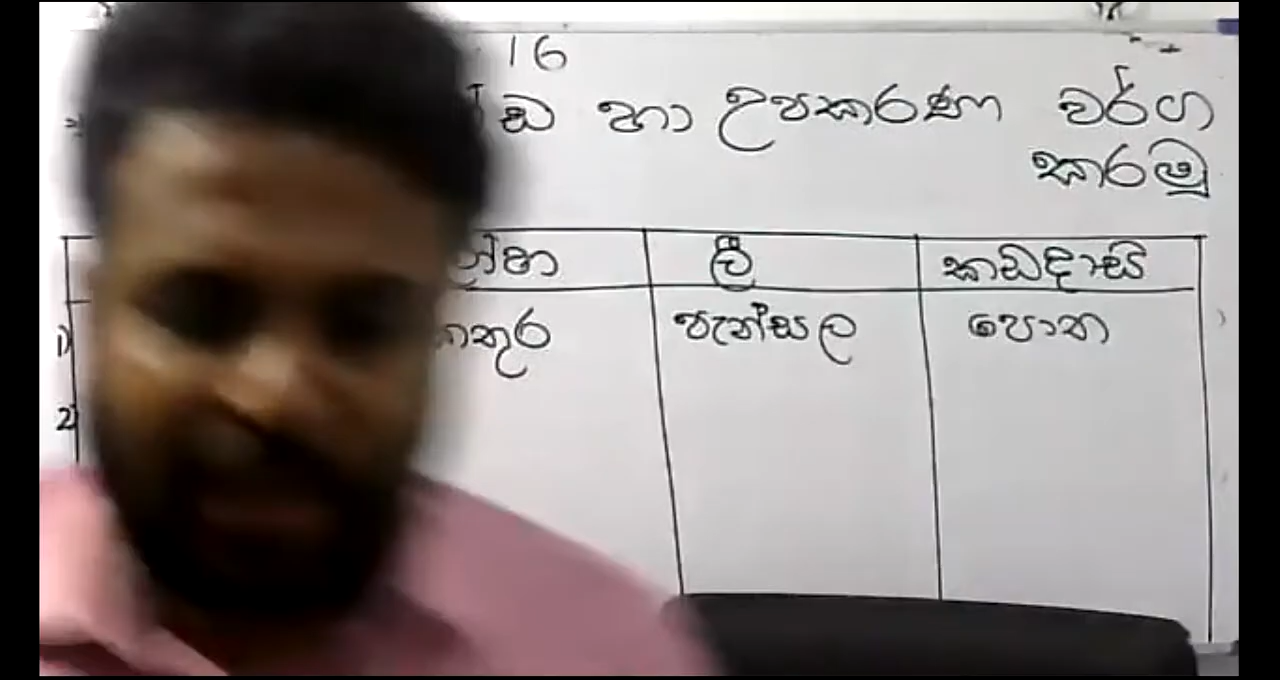 16
හා උපකරණ වර්ග
කරමු
ලී කඩදාසි
1) පැන්සල පොත
2)